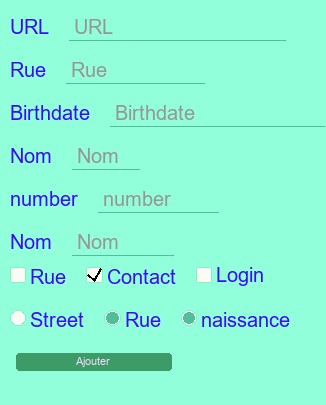 URL URL
Rue Rue
Birthdate Birthdate
Nom Nom
number number
Nom Nom
Rue Contact Login
Street Rue naissance
Ajouter